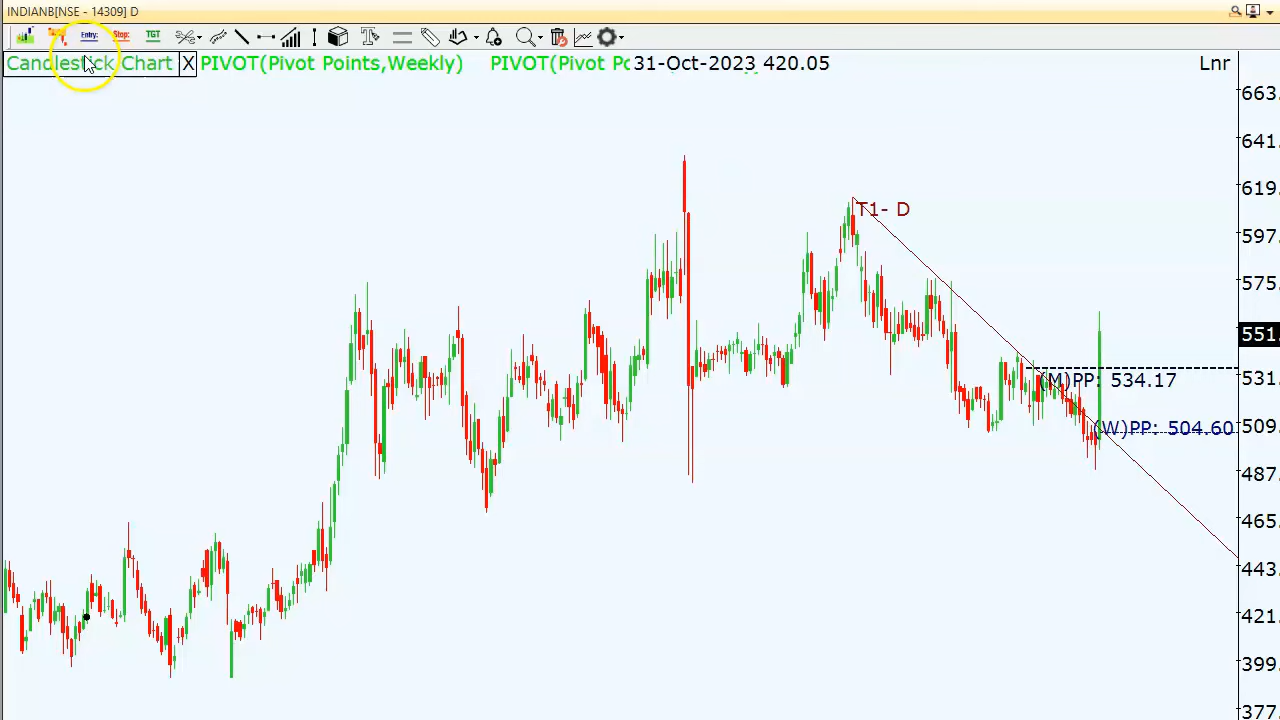 INDIANB[NSE - 14309] D
Entry: Stop: TGT
Candlestick Chart X PIVOT(Pivot Points,Weekly) PIVOT(Pivot Po 31-Oct-2023 420.05 Lnr
663.
641.
T1- D
619.
597.
575.
551.
(M)PP: 534.17
531.
(W)PP: 504.60
509.
487.
465.
443.
421.
399.
377.